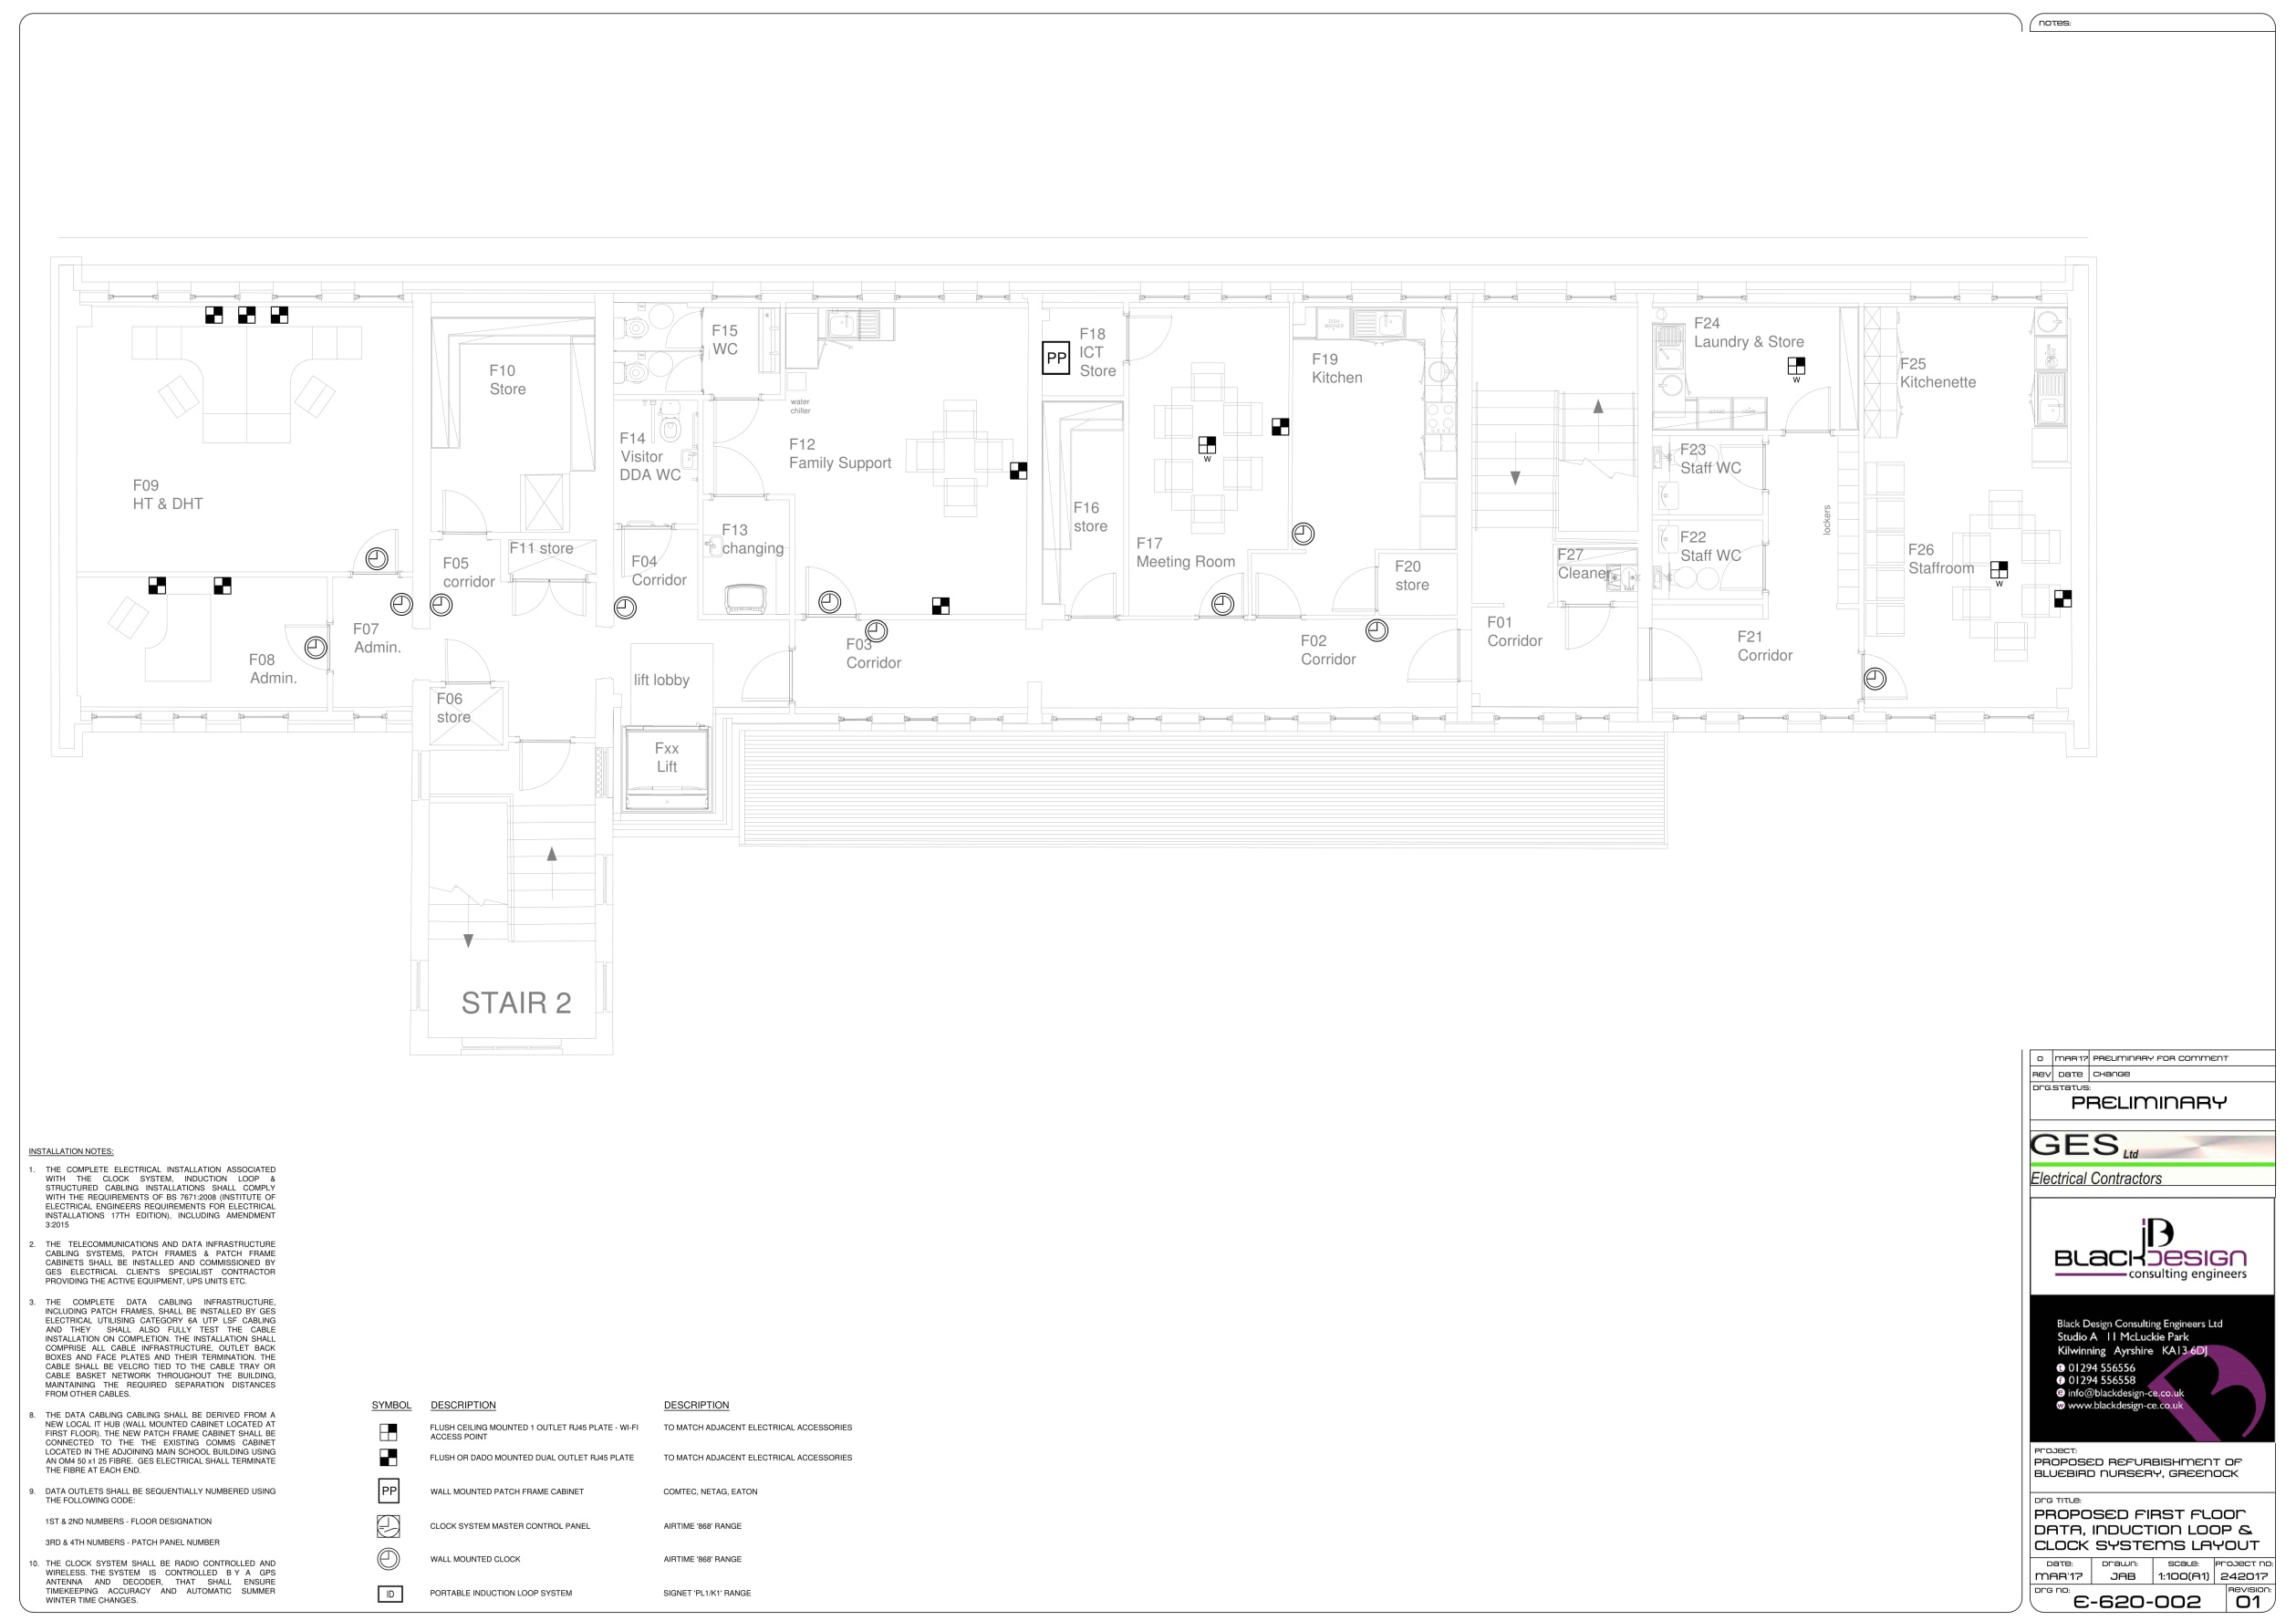 NOTES:
F09
HT & DHT
F10
Store
F15
WC
water
chiller
F14
Visitor
DDA WC
F12
Family Support
F18
ICT
Store
PP
F19
Kitchen
DISH
WASHER
F24
Laundry & Store
W
F25
Kitchenette
F23
Staff WC
W
F13
changing
F16
store
lockers
F11 store
F05
corridor
F04
Corridor
F17
Meeting Room
F20
store
F27
Cleaner
F22
Staff WC
F26
Staffroom
W
F07
Admin.
F08
Admin.
F03
Corridor
F02
Corridor
F01
Corridor
F21
Corridor
F06
store
lift lobby
Fxx
Lift
STAIR 2
INSTALLATION NOTES:
1. THE COMPLETE ELECTRICAL INSTALLATION ASSOCIATED
WITH THE CLOCK SYSTEM, INDUCTION LOOP &
STRUCTURED CABLING INSTALLATIONS SHALL COMPLY
WITH THE REQUIREMENTS OF BS 7671:2008 (INSTITUTE OF
ELECTRICAL ENGINEERS REQUIREMENTS FOR ELECTRICAL
INSTALLATIONS 17TH EDITION), INCLUDING AMENDMENT
3:2015
2. THE TELECOMMUNICATIONS AND DATA INFRASTRUCTURE
CABLING SYSTEMS, PATCH FRAMES & PATCH FRAME
CABINETS SHALL BE INSTALLED AND COMMISSIONED BY
GES ELECTRICAL CLIENT'S SPECIALIST CONTRACTOR
PROVIDING THE ACTIVE EQUIPMENT, UPS UNITS ETC.
3. THE COMPLETE DATA CABLING INFRASTRUCTURE,
INCLUDING PATCH FRAMES, SHALL BE INSTALLED BY GES
ELECTRICAL UTILISING CATEGORY 6A UTP LSF CABLING
AND THEY SHALL ALSO FULLY TEST THE CABLE
INSTALLATION ON COMPLETION. THE INSTALLATION SHALL
COMPRISE ALL CABLE INFRASTRUCTURE, OUTLET BACK
BOXES AND FACE PLATES AND THEIR TERMINATION. THE
CABLE SHALL BE VELCRO TIED TO THE CABLE TRAY OR
CABLE BASKET NETWORK THROUGHOUT THE BUILDING,
MAINTAINING THE REQUIRED SEPARATION DISTANCES
FROM OTHER CABLES.
8. THE DATA CABLING CABLING SHALL BE DERIVED FROM A
NEW LOCAL IT HUB (WALL MOUNTED CABINET LOCATED AT
FIRST FLOOR). THE NEW PATCH FRAME CABINET SHALL BE
CONNECTED TO THE THE EXISTING COMMS CABINET
LOCATED IN THE ADJOINING MAIN SCHOOL BUILDING USING
AN OM4 50 x1 25 FIBRE. GES ELECTRICAL SHALL TERMINATE
THE FIBRE AT EACH END.
9. DATA OUTLETS SHALL BE SEQUENTIALLY NUMBERED USING
THE FOLLOWING CODE:
1ST & 2ND NUMBERS - FLOOR DESIGNATION
3RD & 4TH NUMBERS - PATCH PANEL NUMBER
10. THE CLOCK SYSTEM SHALL BE RADIO CONTROLLED AND
WIRELESS. THE SYSTEM IS CONTROLLED B Y A GPS
ANTENNA AND DECODER, THAT SHALL ENSURE
TIMEKEEPING ACCURACY AND AUTOMATIC SUMMER
WINTER TIME CHANGES.
SYMBOL DESCRIPTION DESCRIPTION
FLUSH CEILING MOUNTED 1 OUTLET RJ45 PLATE - WI-FI
ACCESS POINT
TO MATCH ADJACENT ELECTRICAL ACCESSORIES
FLUSH OR DADO MOUNTED DUAL OUTLET RJ45 PLATE TO MATCH ADJACENT ELECTRICAL ACCESSORIES
PP WALL MOUNTED PATCH FRAME CABINET COMTEC, NETAG, EATON
CLOCK SYSTEM MASTER CONTROL PANEL AIRTIME '868' RANGE
WALL MOUNTED CLOCK AIRTIME '868' RANGE
ID PORTABLE INDUCTION LOOP SYSTEM SIGNET 'PL1/K1' RANGE
0 MAR'17 PRELIMINARY FOR COMMENT
REV DATE CHANGE
DRG.STATUS:
PRELIMINARY
GES Ltd
Electrical Contractors
jB
BLACKDESIGN
consulting engineers
Black Design Consulting Engineers Ltd
Studio A 11 McLuckie Park
Kilwinning Ayrshire KA13 6DJ
t 01294 556556
f 01294 556558
e info@blackdesign-ce.co.uk
w www.blackdesign-ce.co.uk
PROJECT:
PROPOSED REFURBISHMENT OF
BLUEBIRD NURSERY, GREENOCK
DRG TITLE:
PROPOSED FIRST FLOOR
DATA, INDUCTION LOOP &
CLOCK SYSTEMS LAYOUT
DATE: DRAWN: SCALE: PROJECT NO:
MAR'17 JAB 1:100(A1) 242017
DRG NO: REVISION:
E-620-002 01